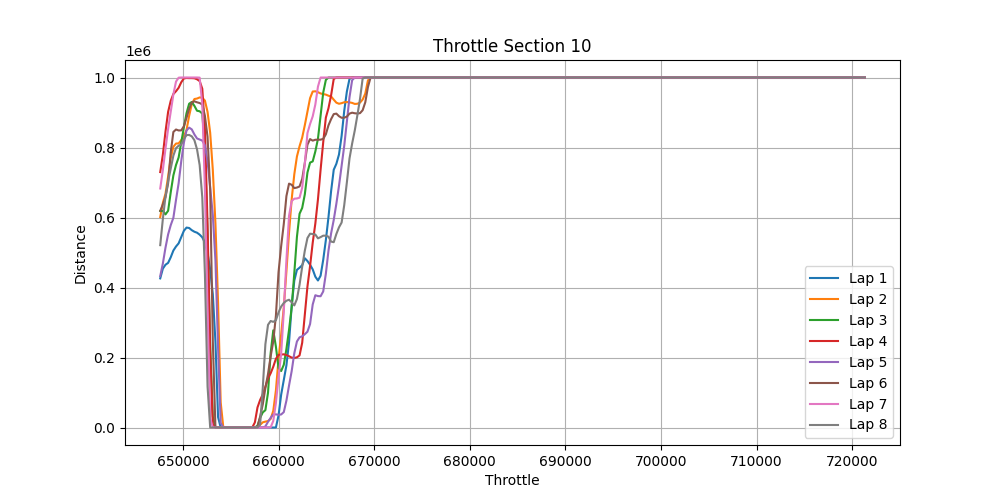 Throttle Section 10
1e6
1.0
0.8
0.6
0.4
0.2
0.0
Distance
650000 660000 670000 680000 690000 700000 710000 720000
Throttle
Lap 1
Lap 2
Lap 3
Lap 4
Lap 5
Lap 6
Lap 7
Lap 8